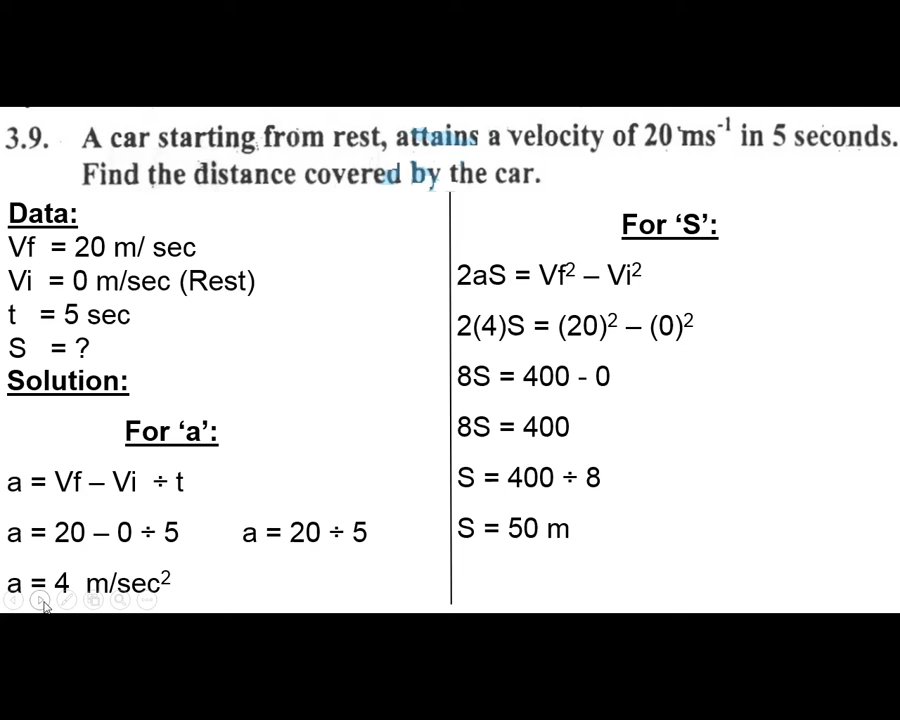 3.9. A car starting from rest, attains a velocity of 20 ms⁻¹ in 5 seconds.
Find the distance covered by the car.
Data:
Vf = 20 m/ sec
Vi = 0 m/sec (Rest)
t = 5 sec
S = ?
Solution:
For ‘a’:
a = Vf – Vi ÷ t
a = 20 – 0 ÷ 5 a = 20 ÷ 5
a = 4 m/sec²
For ‘S’:
2aS = Vf² – Vi²
2(4)S = (20)² – (0)²
8S = 400 - 0
8S = 400
S = 400 ÷ 8
S = 50 m